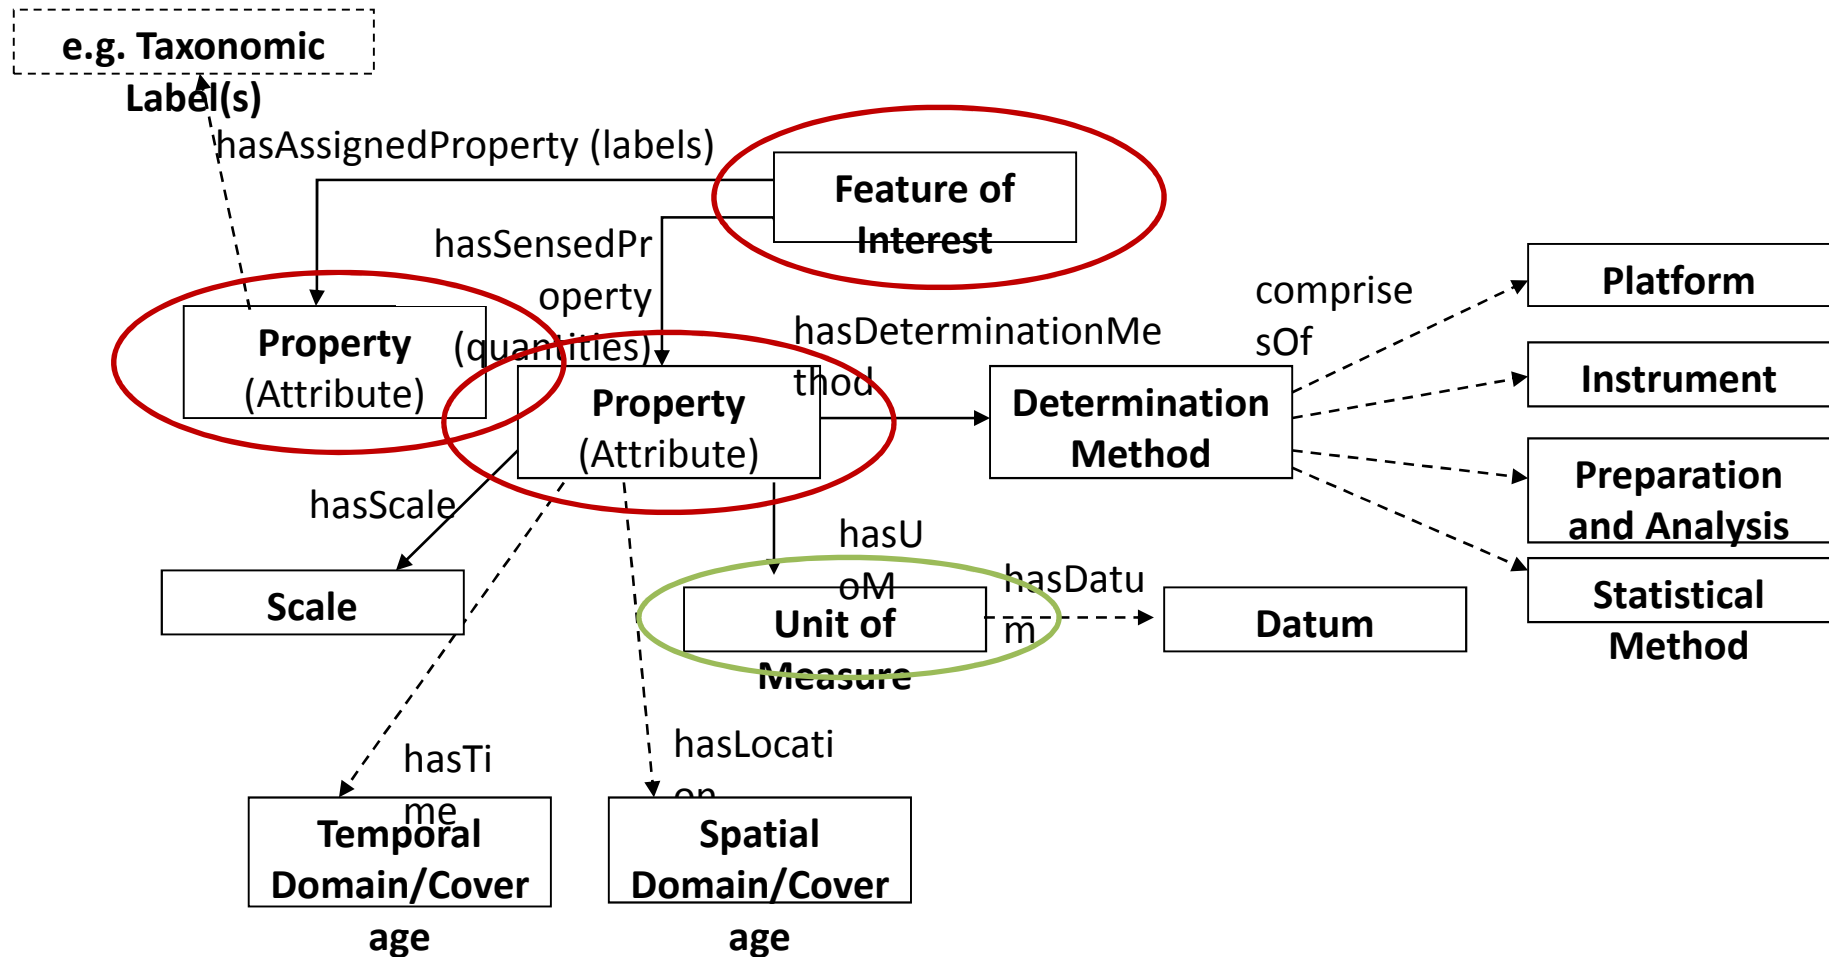 e.g. Taxonomic
Label(s)
hasAssignedProperty (labels)
Feature of
Interest
hasSensedPr
operty
(quantities)
Property
(Attribute)
Property
(Attribute)
hasDeterminationMe
thod
Determination
Method
comprise
sOf
Platform
Instrument
Preparation
and Analysis
Statistical
Method
hasScale
Scale
hasU
oM
Unit of
Measure
hasDatu
m
Datum
hasTi
me
Temporal
Domain/Cover
age
hasLocati
on
Spatial
Domain/Cover
age